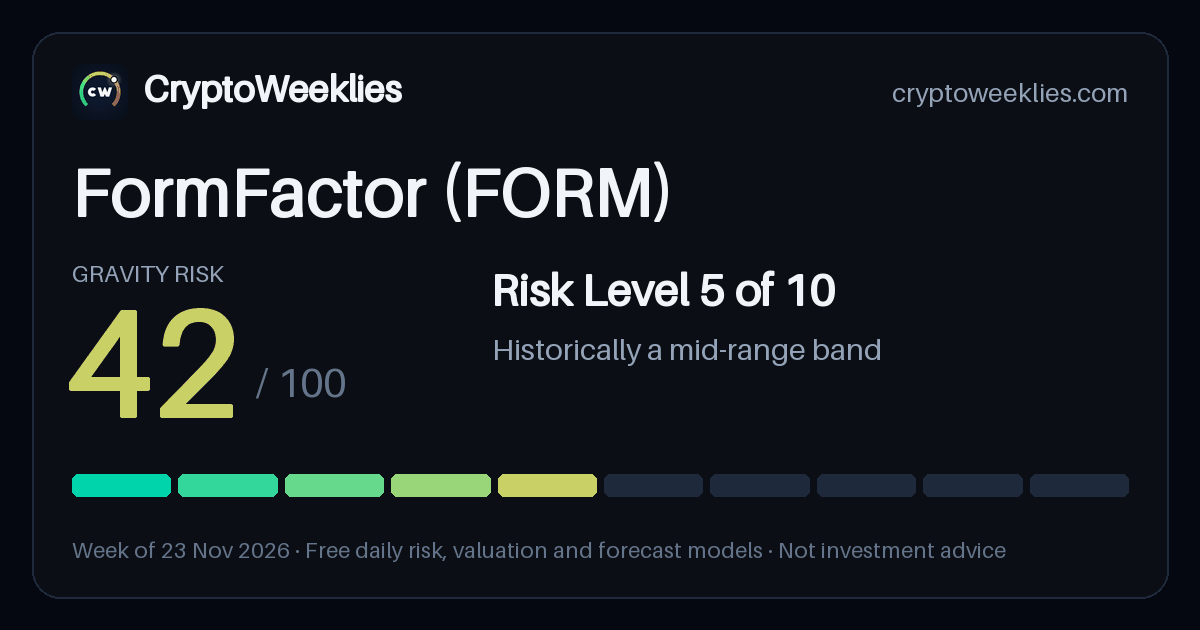 CW
CryptoWeeklies
cryptoweeklies.com
FormFactor (FORM)
GRAVITY RISK
42 / 100
Risk Level 5 of 10
Historically a mid-range band
Week of 23 Nov 2026 · Free daily risk, valuation and forecast models · Not investment advice